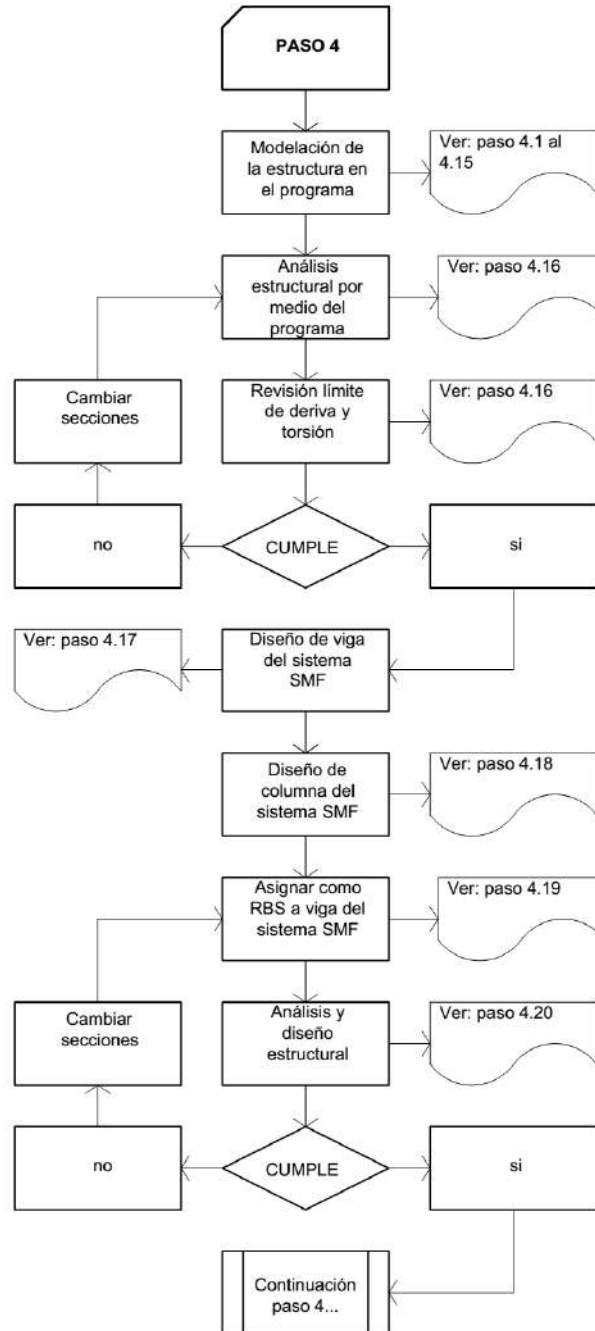 PASO 4
Modelación de
la estructura en
el programa
Ver: paso 4.1 al
4.15
Análisis
estructural por
medio del
programa
Ver: paso 4.16
Cambiar
secciones
Revisión límite
de deriva y
torsión
Ver: paso 4.16
no
CUMPLE
si
Ver: paso 4.17
Diseño de viga
del sistema
SMF
Diseño de
columna del
sistema SMF
Ver: paso 4.18
Asignar como
RBS a viga del
sistema SMF
Ver: paso 4.19
Cambiar
secciones
Análisis y
diseño
estructural
Ver: paso 4.20
no
CUMPLE
si
Continuación
paso 4...